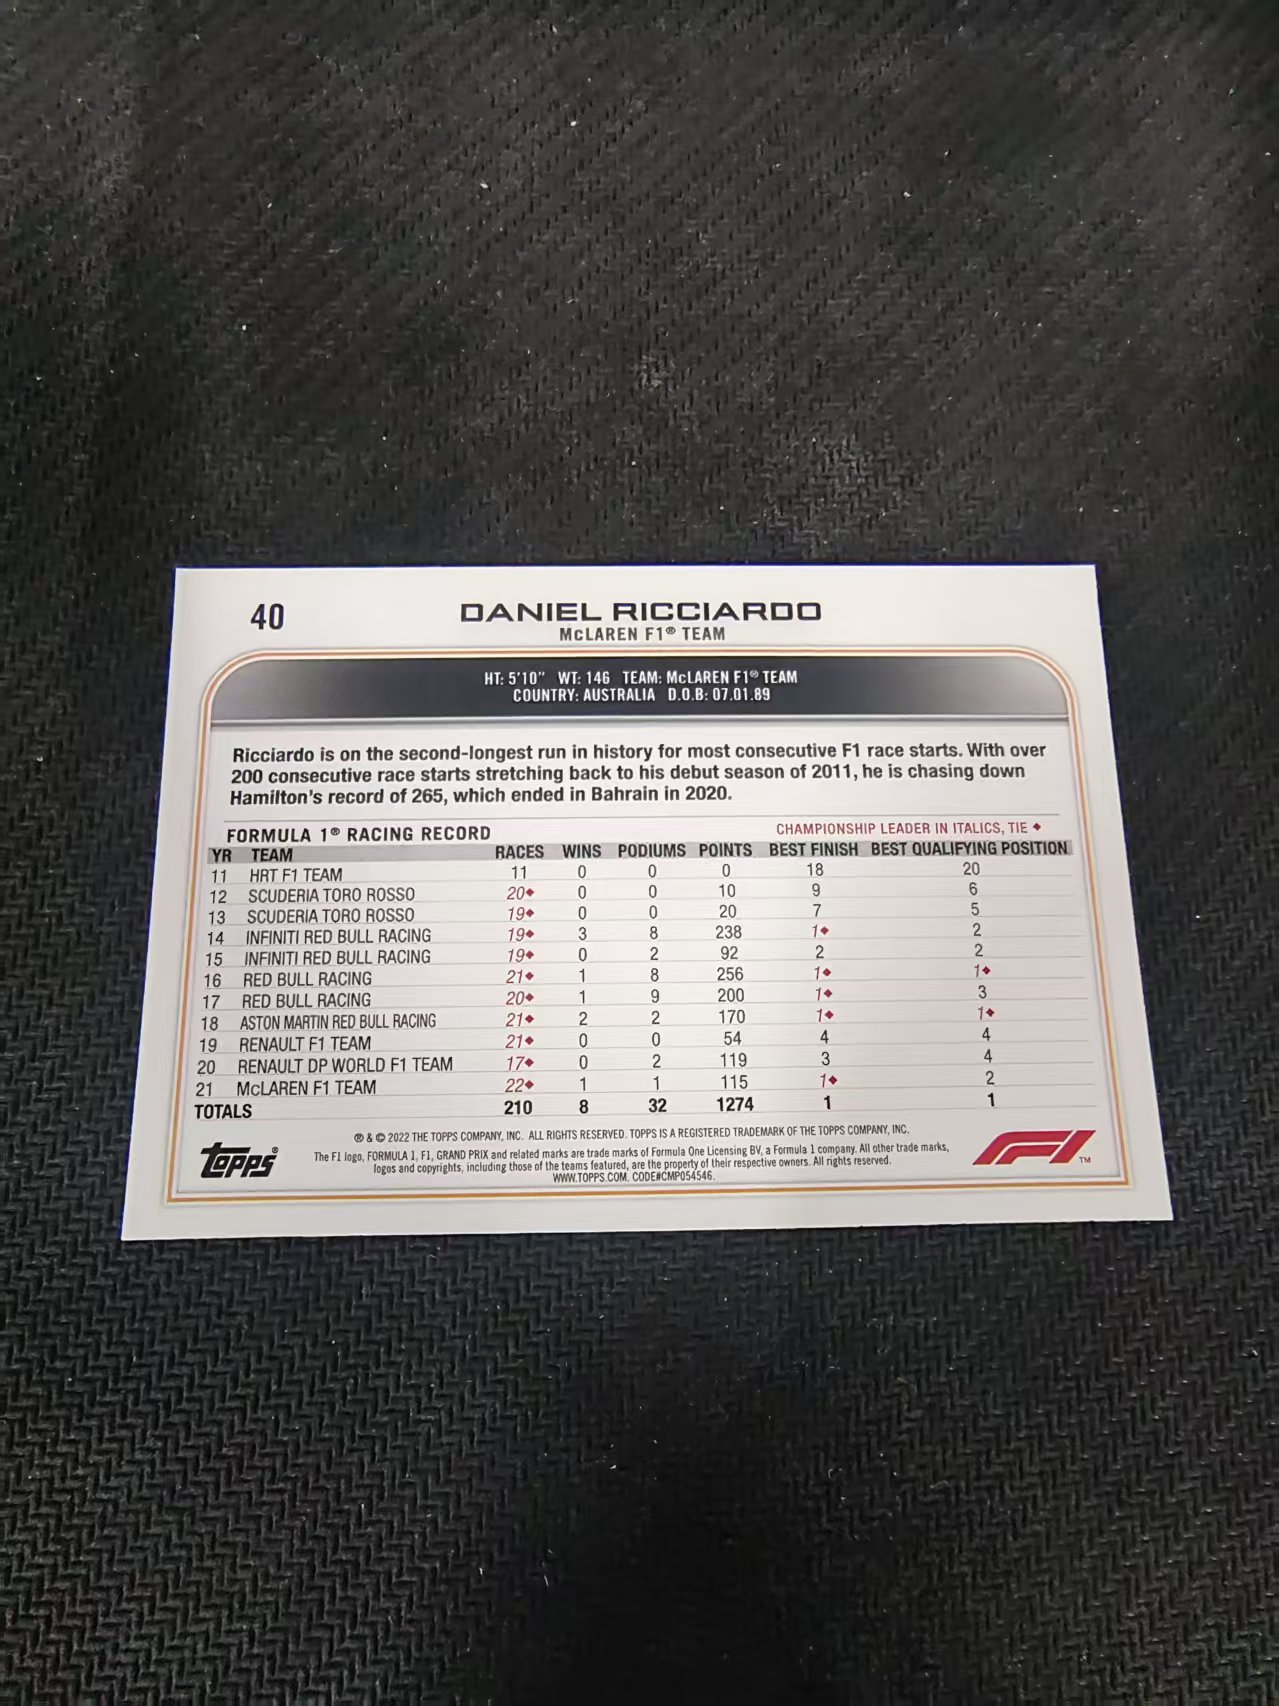 40
DANIEL RICCIARDO
McLAREN F1® TEAM
HT: 5'10" WT: 146 TEAM: McLAREN F1® TEAM
COUNTRY: AUSTRALIA D.O.B: 07.01.89
Ricciardo is on the second-longest run in history for most consecutive F1 race starts. With over
200 consecutive race starts stretching back to his debut season of 2011, he is chasing down
Hamilton's record of 265, which ended in Bahrain in 2020.
FORMULA 1® RACING RECORD CHAMPIONSHIP LEADER IN ITALICS, TIE ♦
YR TEAM RACES WINS PODIUMS POINTS BEST FINISH BEST QUALIFYING POSITION
11 HRT F1 TEAM 11 0 0 0 18 20
12 SCUDERIA TORO ROSSO 20♦ 0 0 10 9 6
13 SCUDERIA TORO ROSSO 19♦ 0 0 20 7 5
14 INFINITI RED BULL RACING 19♦ 3 8 238 1♦ 2
15 INFINITI RED BULL RACING 19♦ 0 2 92 2 2
16 RED BULL RACING 21♦ 1 8 256 1♦ 1♦
17 RED BULL RACING 20♦ 1 9 200 1♦ 3
18 ASTON MARTIN RED BULL RACING 21♦ 2 2 170 1♦ 1♦
19 RENAULT F1 TEAM 21♦ 0 0 54 4 4
20 RENAULT DP WORLD F1 TEAM 17♦ 0 2 119 3 4
21 McLAREN F1 TEAM 22♦ 1 1 115 1♦ 2
TOTALS 210 8 32 1274 1 1
® & © 2022 THE TOPPS COMPANY, INC. ALL RIGHTS RESERVED. TOPPS IS A REGISTERED TRADEMARK OF THE TOPPS COMPANY, INC.
The F1 logo, FORMULA 1, F1, GRAND PRIX and related marks are trade marks of Formula One Licensing BV, a Formula 1 company. All other trade marks,
logos and copyrights, including those of the teams featured, are the property of their respective owners. All rights reserved.
WWW.TOPPS.COM. CODE#CMP054546.
TOPPS®
F1™